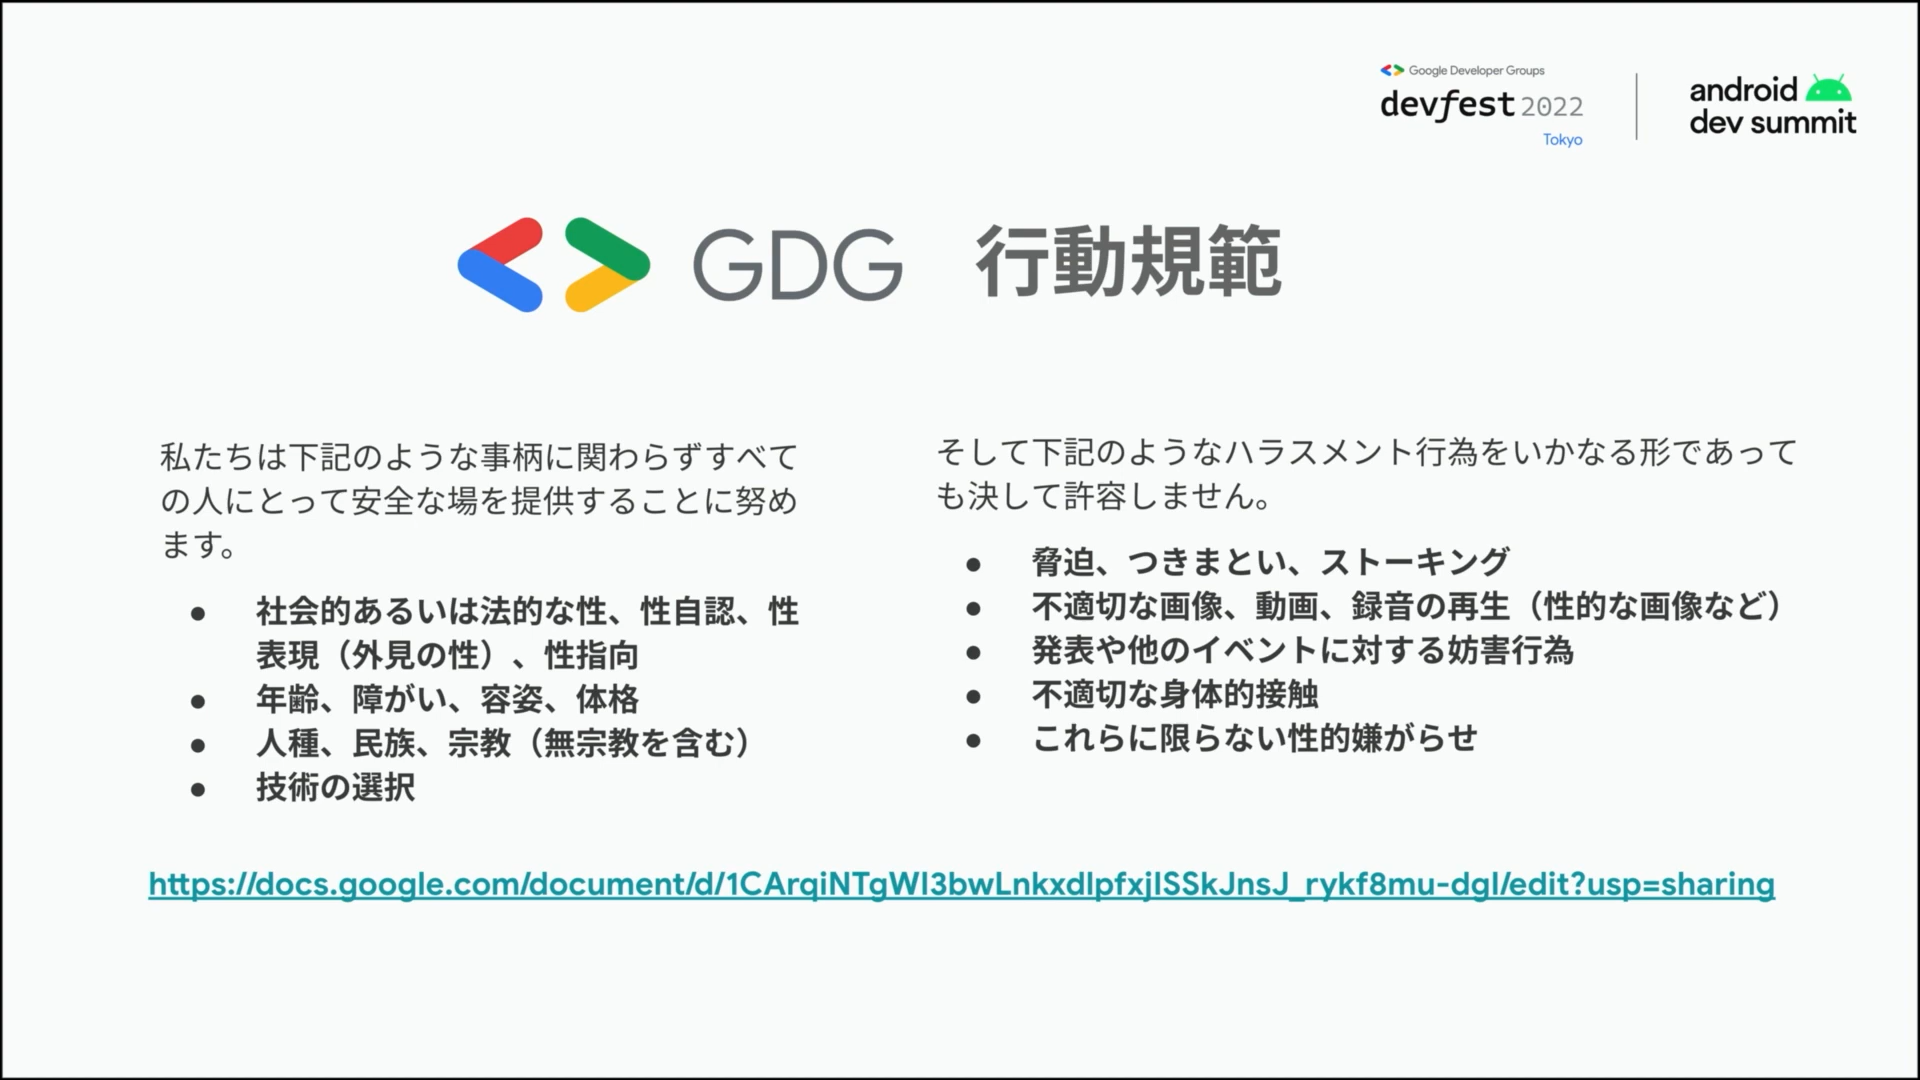 Google Developer Groups
devfest 2022
Tokyo
android
dev summit
GDG 行動規範
私たちは下記のような事柄に関わらずすべて
の人にとって安全な場を提供することに努め
ます。
● 社会的あるいは法的な性、性自認、性
表現（外見の性）、性指向
● 年齢、障がい、容姿、体格
● 人種、民族、宗教（無宗教を含む）
● 技術の選択
そして下記のようなハラスメント行為をいかなる形であって
も決して許容しません。
● 脅迫、つきまとい、ストーキング
● 不適切な画像、動画、録音の再生（性的な画像など）
● 発表や他のイベントに対する妨害行為
● 不適切な身体的接触
● これらに限らない性的嫌がらせ
https://docs.google.com/document/d/1CArqiNTgWI3bwLnkxdlpfxjISSkJnsJ_rykf8mu-dgI/edit?usp=sharing